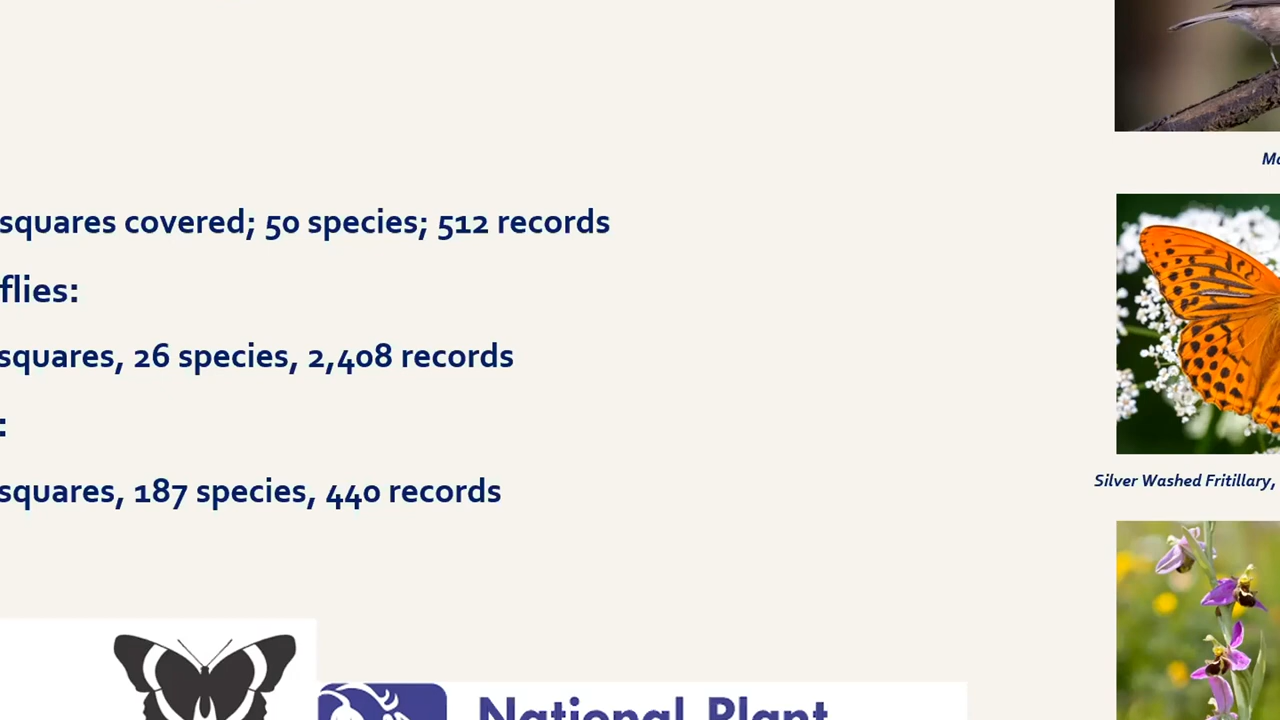 squares covered; 50 species; 512 records
flies:
squares, 26 species, 2,408 records
:
squares, 187 species, 440 records
Silver Washed Fritillary,
National Plant